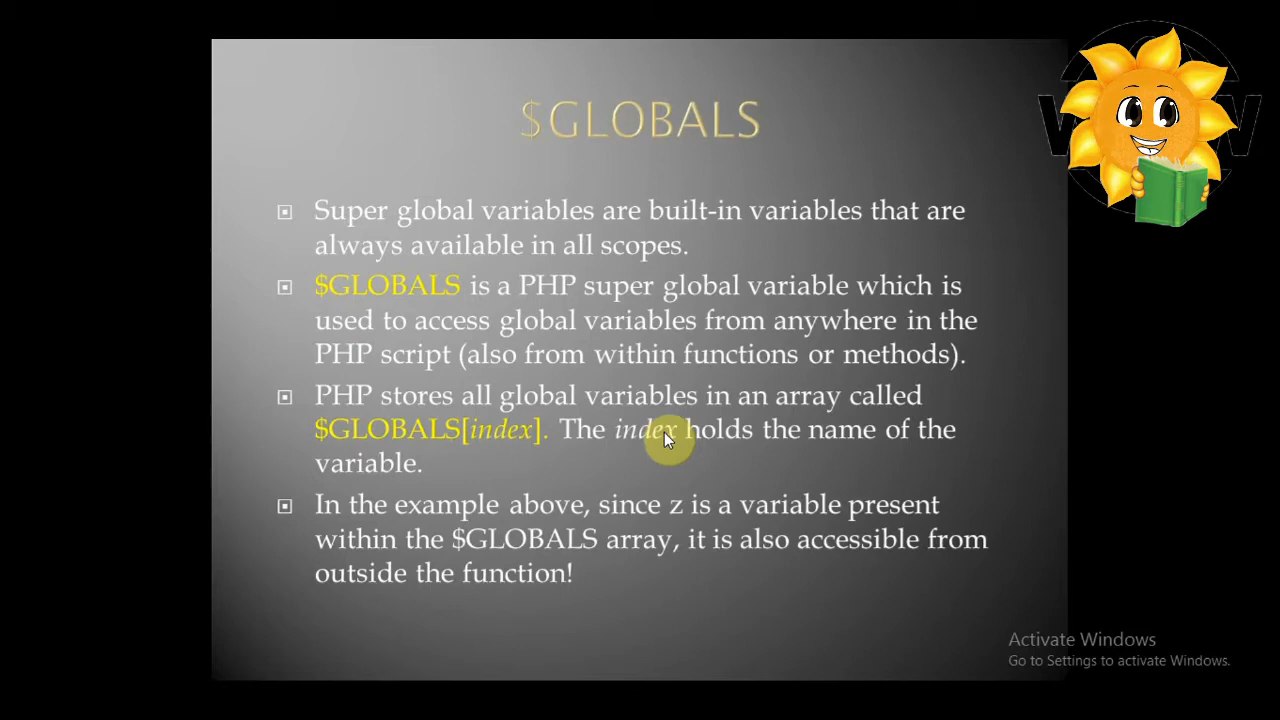 $GLOBALS
Super global variables are built-in variables that are
always available in all scopes.
$GLOBALS is a PHP super global variable which is
used to access global variables from anywhere in the
PHP script (also from within functions or methods).
PHP stores all global variables in an array called
$GLOBALS[index]. The index holds the name of the
variable.
In the example above, since z is a variable present
within the $GLOBALS array, it is also accessible from
outside the function!
Activate Windows
Go to Settings to activate Windows.